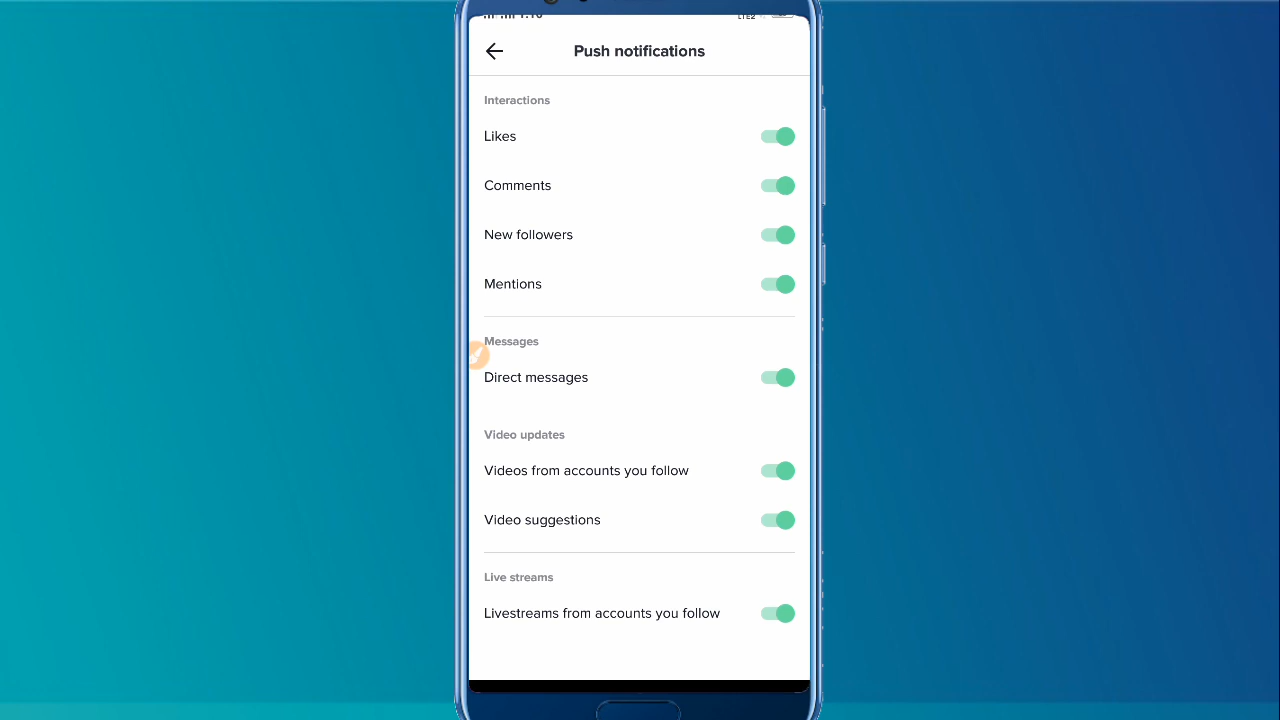 Push notifications
Interactions
Likes
Comments
New followers
Mentions
Messages
Direct messages
Video updates
Videos from accounts you follow
Video suggestions
Live streams
Livestreams from accounts you follow